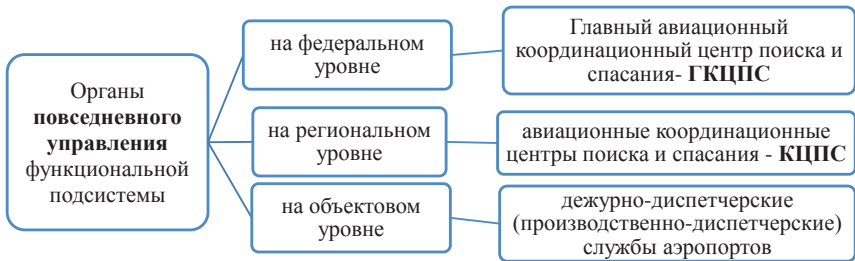 Органы
повседневного
управления
функциональной
подсистемы
на федеральном
уровне
Главный авиационный
координационный центр поиска и
спасания- ГКЦПС
на региональном
уровне
авиационные координационные
центры поиска и спасания - КЦПС
на объектовом
уровне
дежурно-диспетчерские
(производственно-диспетчерские)
службы аэропортов